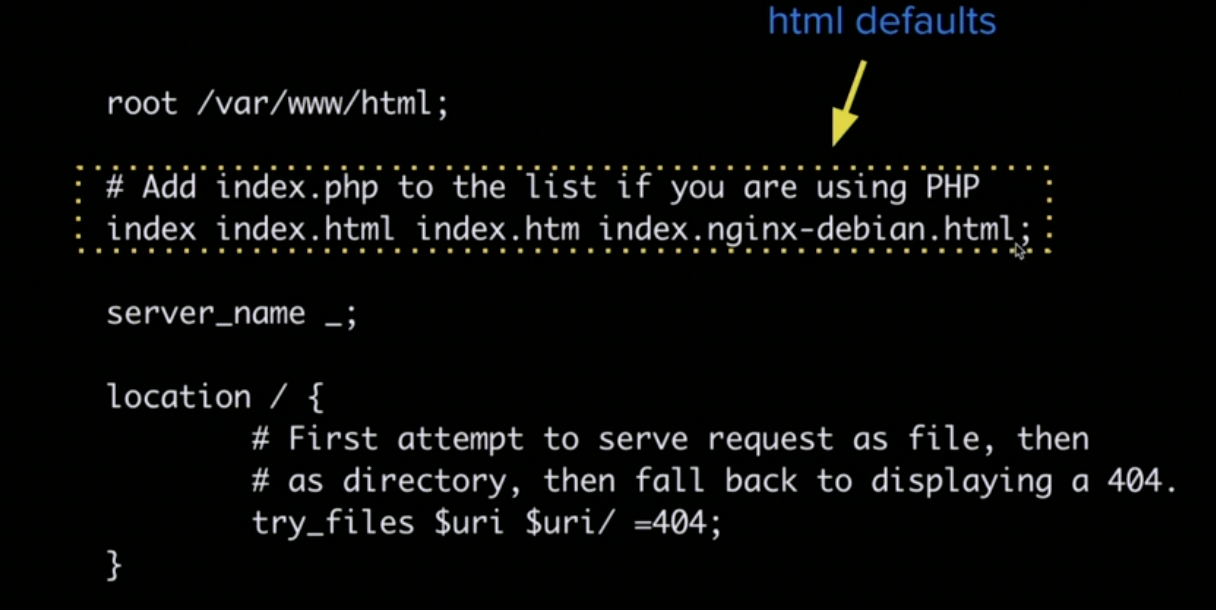 html defaults
root /var/www/html;
# Add index.php to the list if you are using PHP
index index.html index.htm index.nginx-debian.html;
server_name _;
location / {
# First attempt to serve request as file, then
# as directory, then fall back to displaying a 404.
try_files $uri $uri/ =404;
}